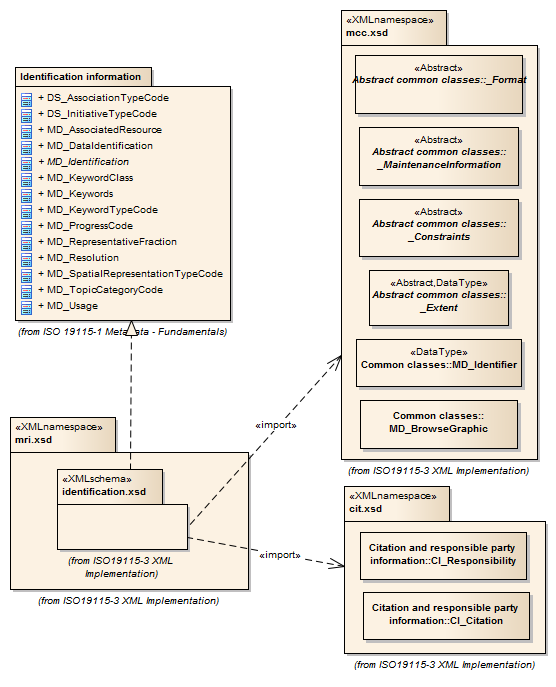 «XMLnamespace»
mcc.xsd
«Abstract»
Abstract common classes::_Format
«Abstract»
Abstract common classes::
_MaintenanceInformation
«Abstract»
Abstract common classes::
_Constraints
«Abstract,DataType»
Abstract common classes::
_Extent
«DataType»
Common classes::MD_Identifier
Common classes::
MD_BrowseGraphic
(from ISO19115-3 XML Implementation)
Identification information
+ DS_AssociationTypeCode
+ DS_InitiativeTypeCode
+ MD_AssociatedResource
+ MD_DataIdentification
+ MD_Identification
+ MD_KeywordClass
+ MD_Keywords
+ MD_KeywordTypeCode
+ MD_ProgressCode
+ MD_RepresentativeFraction
+ MD_Resolution
+ MD_SpatialRepresentationTypeCode
+ MD_TopicCategoryCode
+ MD_Usage
(from ISO 19115-1 Metadata - Fundamentals)
«import»
«XMLnamespace»
mri.xsd
«XMLschema»
identification.xsd
(from ISO19115-3 XML
Implementation)
(from ISO19115-3 XML Implementation)
«import»
«XMLnamespace»
cit.xsd
Citation and responsible party
information::CI_Responsibility
Citation and responsible party
information::CI_Citation
(from ISO19115-3 XML Implementation)